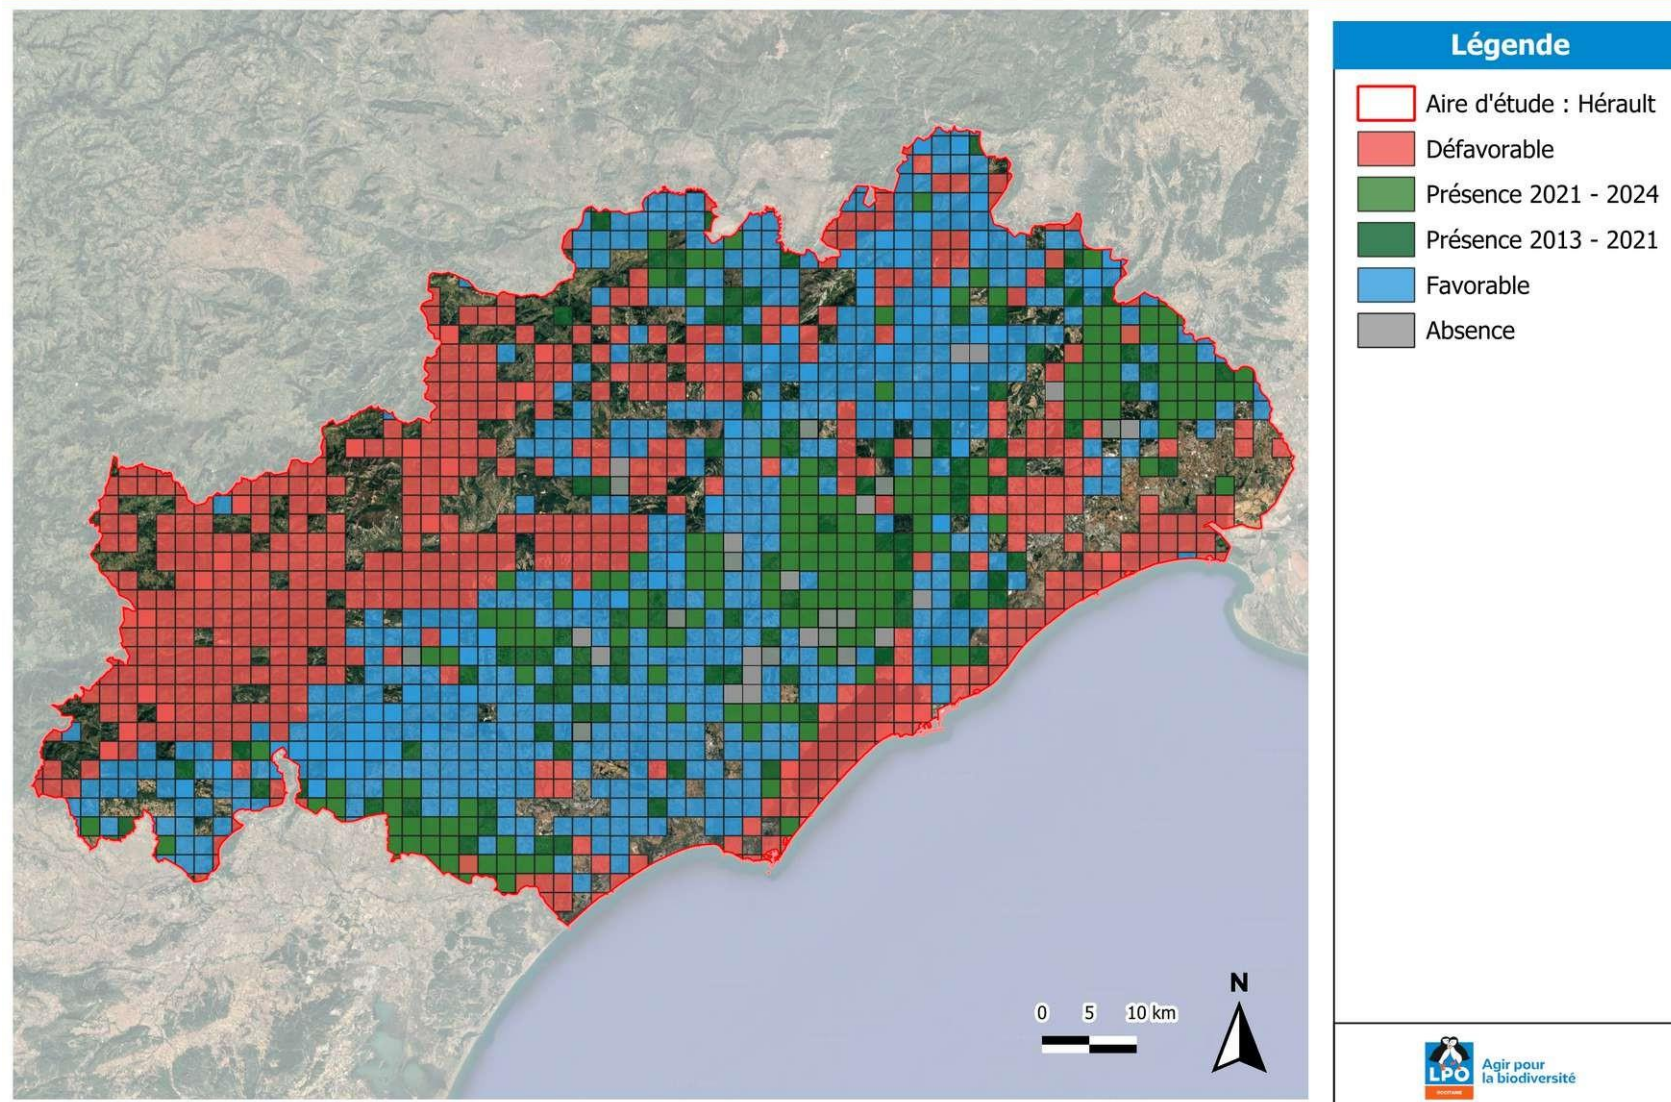 Légende
Aire d'étude : Hérault
Défavorable
Présence 2021 - 2024
Présence 2013 - 2021
Favorable
Absence
N
0 5 10 km
LPO
OCCITANIE
Agir pour
la biodiversité